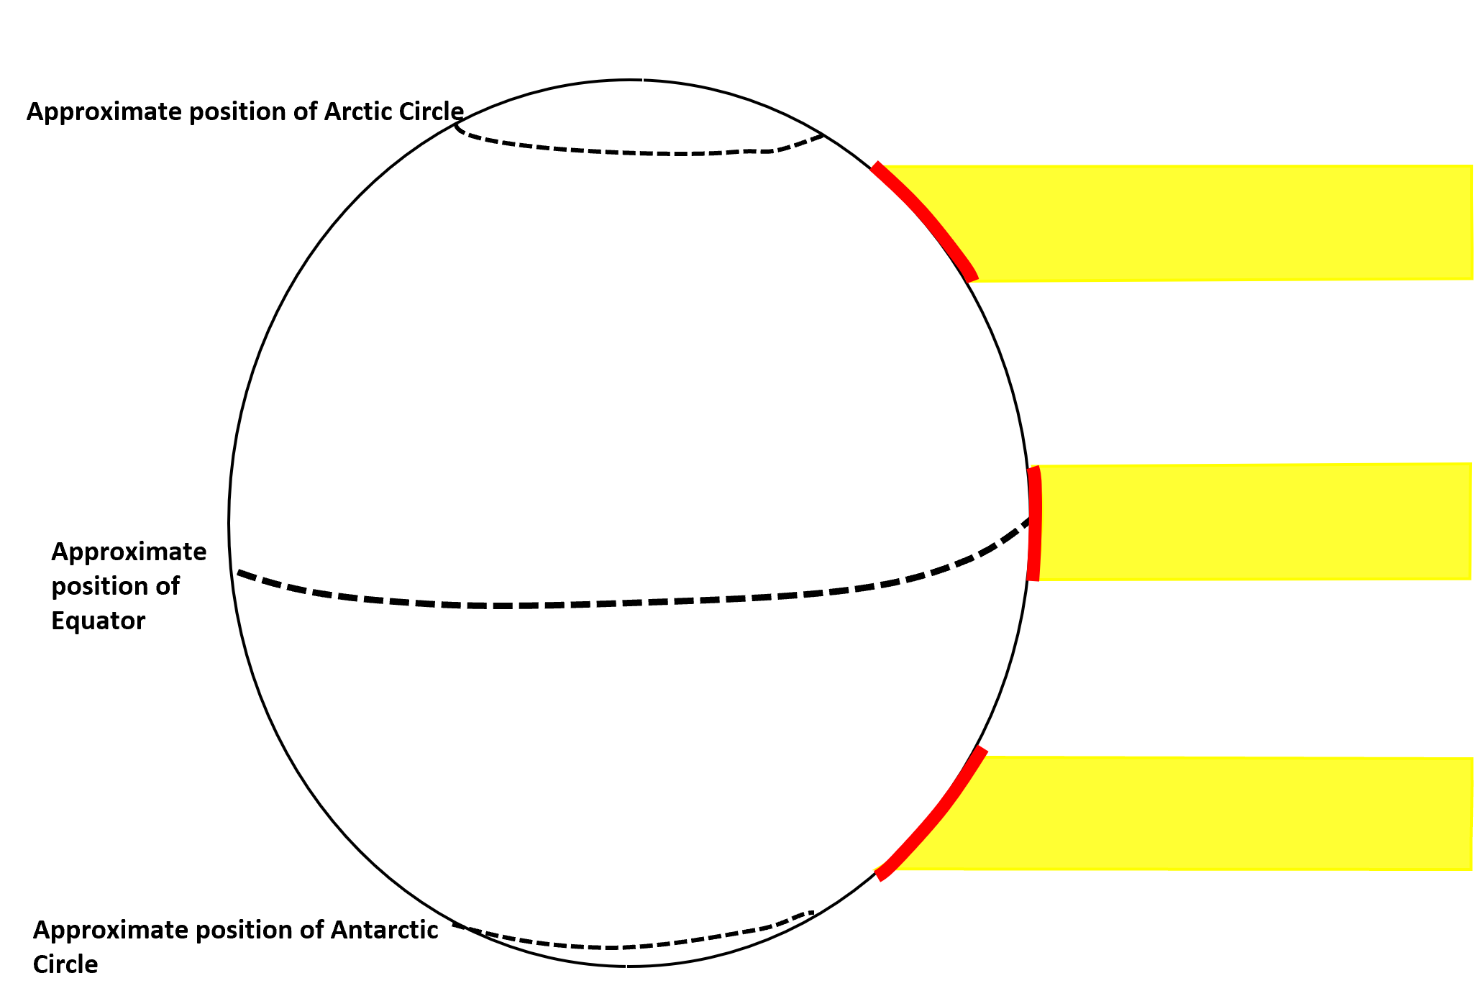 Approximate position of Arctic Circle
Approximate
position of
Equator
Approximate position of Antarctic
Circle